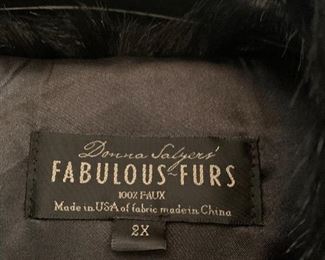 Donna Salyers'
FABULOUS-FURS
100% FAUX
Made in USA of fabric made in China
2X